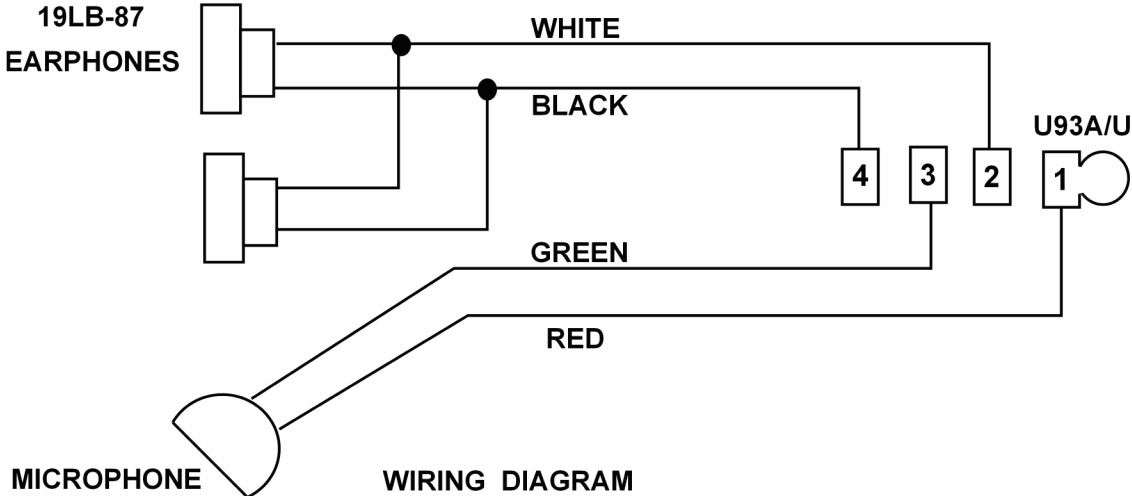 19LB-87
EARPHONES
WHITE
BLACK
U93A/U
4 3 2 1
GREEN
RED
MICROPHONE
WIRING DIAGRAM